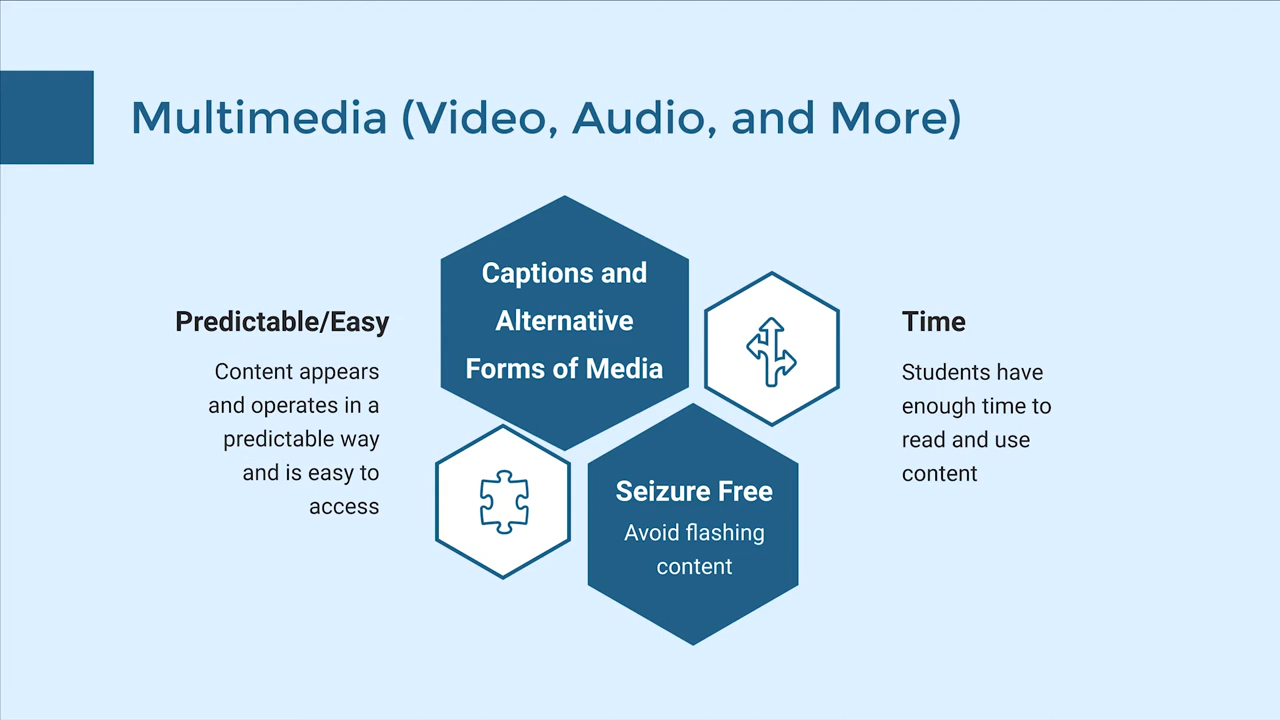 Multimedia (Video, Audio, and More)
Captions and
Alternative
Forms of Media
Predictable/Easy
Content appears
and operates in a
predictable way
and is easy to
access
Time
Students have
enough time to
read and use
content
Seizure Free
Avoid flashing
content